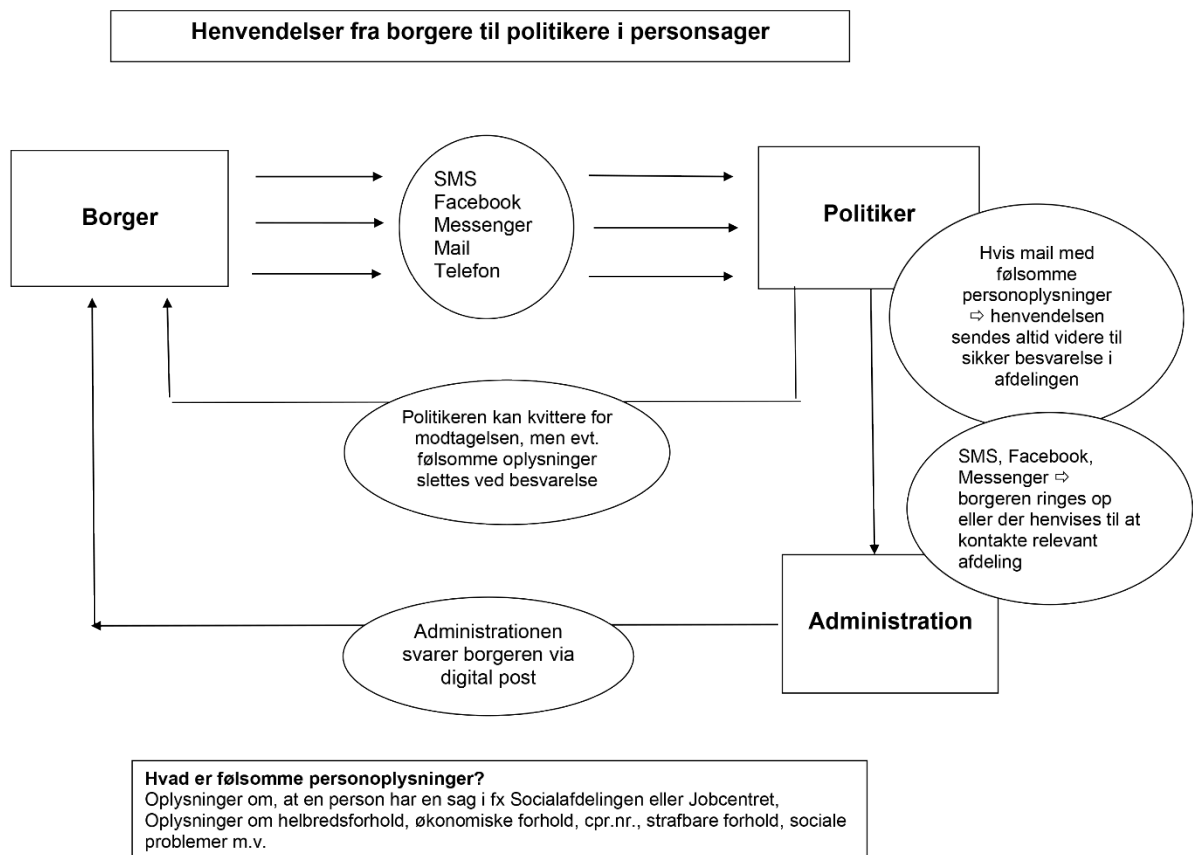 Henvendelser fra borgere til politikere i personsager
Borger
SMS
Facebook
Messenger
Mail
Telefon
Politiker
Hvis mail med
følsomme
personoplysninger
⇨ henvendelsen
sendes altid videre til
sikker besvarelse i
afdelingen
Politikeren kan kvittere for
modtagelsen, men evt.
følsomme oplysninger
slettes ved besvarelse
SMS, Facebook,
Messenger ⇨
borgeren ringes op
eller der henvises til at
kontakte relevant
afdeling
Administration
Administrationen
svarer borgeren via
digital post
Hvad er følsomme personoplysninger?
Oplysninger om, at en person har en sag i fx Socialafdelingen eller Jobcentret,
Oplysninger om helbredsforhold, økonomiske forhold, cpr.nr., strafbare forhold, sociale
problemer m.v.